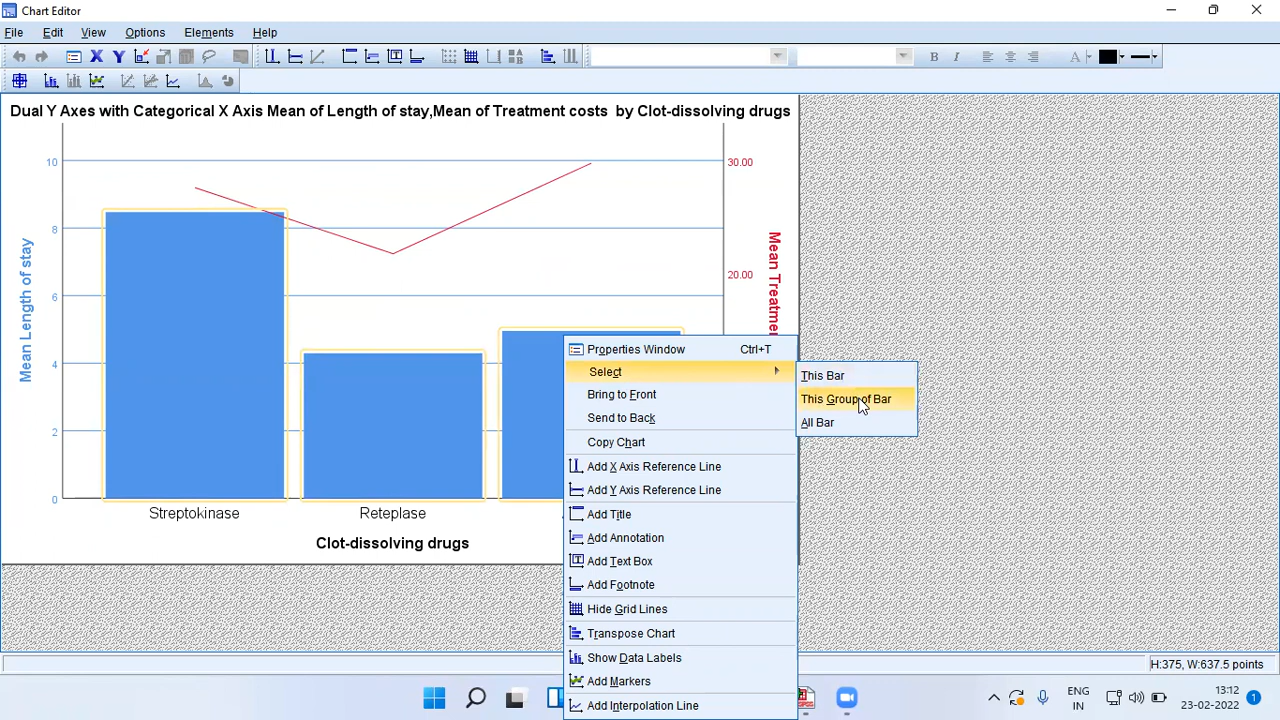 Chart Editor
File Edit View Options Elements Help
X Y B I A
Dual Y Axes with Categorical X Axis Mean of Length of stay,Mean of Treatment costs by Clot-dissolving drugs
10
8
6
4
2
0
Mean Length of stay
30.00
20.00
Streptokinase
Reteplase
Clot-dissolving drugs
Properties Window Ctrl+T
Select
Bring to Front
Send to Back
Copy Chart
Add X Axis Reference Line
Add Y Axis Reference Line
Add Title
Add Annotation
Add Text Box
Add Footnote
Hide Grid Lines
Transpose Chart
Show Data Labels
Add Markers
Add Interpolation Line
This Bar
This Group of Bar
All Bar
H:375, W:637.5 points
ENG
IN
13:12
23-02-2022
1